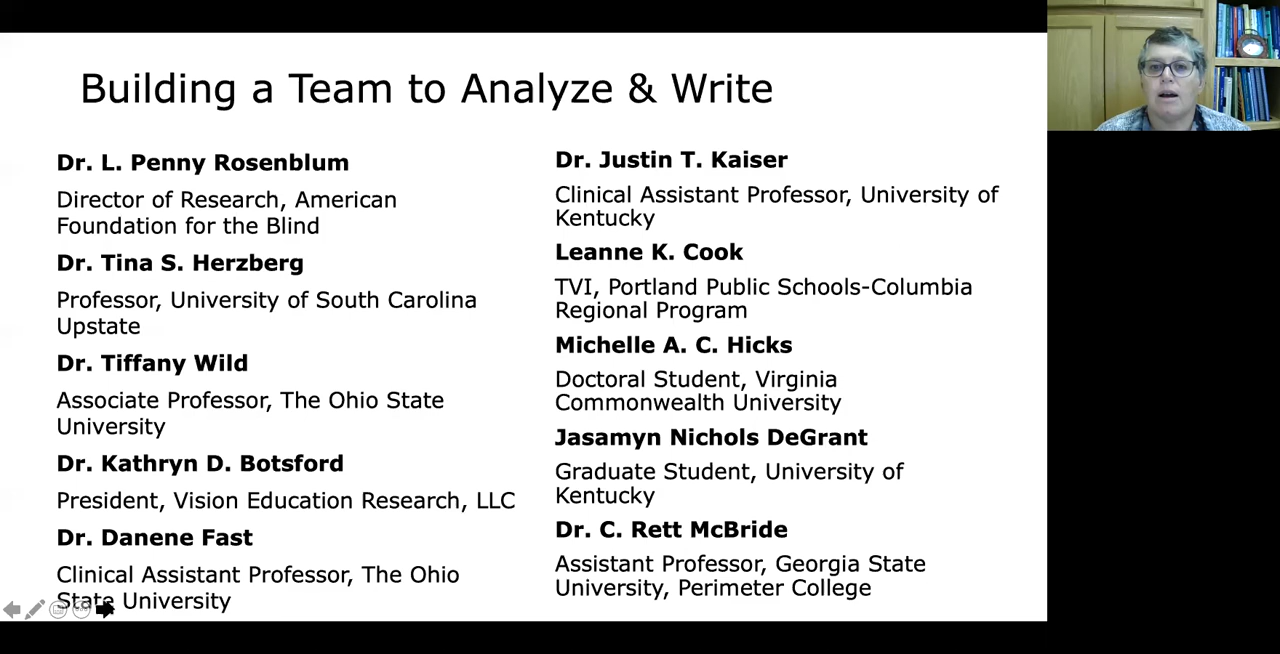 Building a Team to Analyze & Write
Dr. L. Penny Rosenblum
Director of Research, American
Foundation for the Blind
Dr. Tina S. Herzberg
Professor, University of South Carolina
Upstate
Dr. Tiffany Wild
Associate Professor, The Ohio State
University
Dr. Kathryn D. Botsford
President, Vision Education Research, LLC
Dr. Danene Fast
Clinical Assistant Professor, The Ohio
State University
Dr. Justin T. Kaiser
Clinical Assistant Professor, University of
Kentucky
Leanne K. Cook
TVI, Portland Public Schools-Columbia
Regional Program
Michelle A. C. Hicks
Doctoral Student, Virginia
Commonwealth University
Jasamyn Nichols DeGrant
Graduate Student, University of
Kentucky
Dr. C. Rett McBride
Assistant Professor, Georgia State
University, Perimeter College